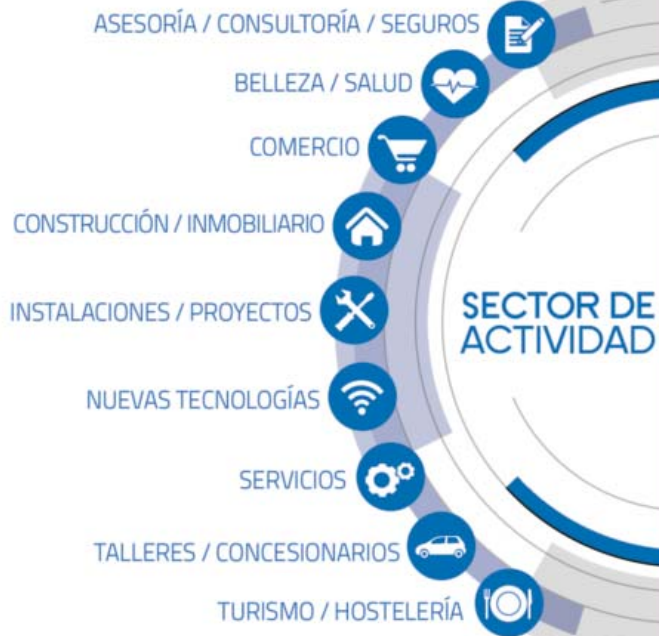 ASESORÍA / CONSULTORÍA / SEGUROS
BELLEZA / SALUD
COMERCIO
CONSTRUCCIÓN / INMOBILIARIO
INSTALACIONES / PROYECTOS
SECTOR DE
ACTIVIDAD
NUEVAS TECNOLOGÍAS
SERVICIOS
TALLERES / CONCESIONARIOS
TURISMO / HOSTELERÍA